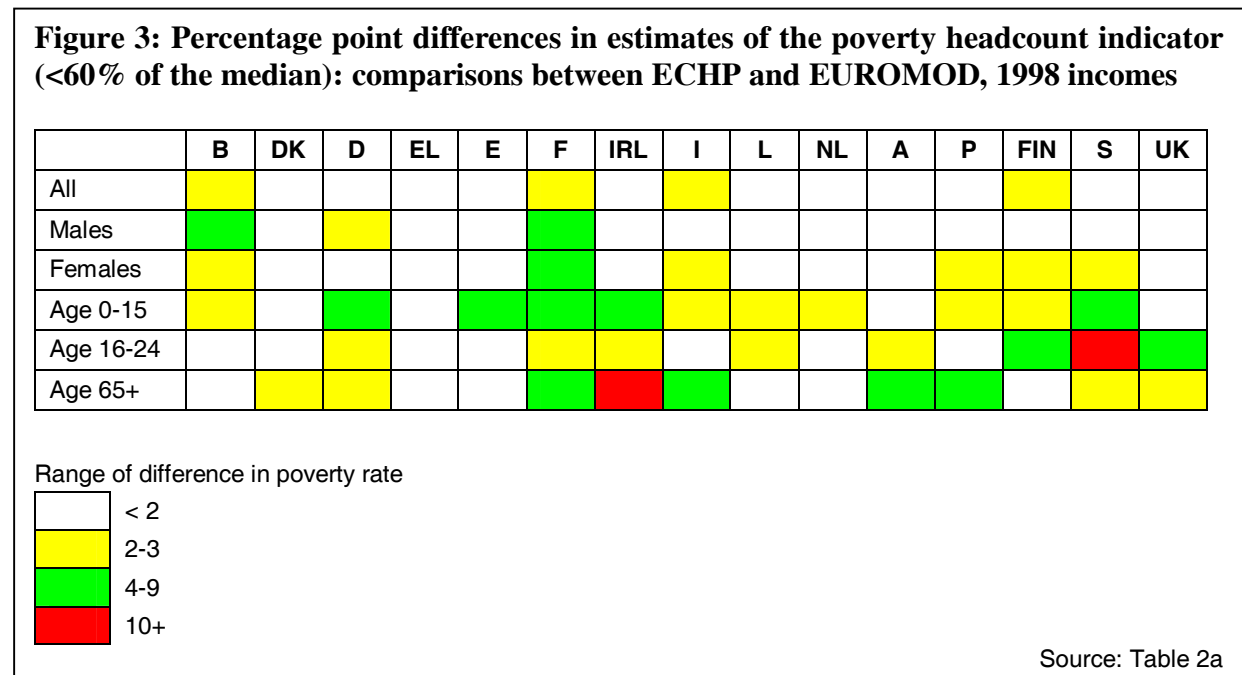 Figure 3: Percentage point differences in estimates of the poverty headcount indicator
(<60% of the median): comparisons between ECHP and EUROMOD, 1998 incomes
B DK D EL E F IRL I L NL A P FIN S UK
All
Males
Females
Age 0-15
Age 16-24
Age 65+
Range of difference in poverty rate
< 2
2-3
4-9
10+
Source: Table 2a